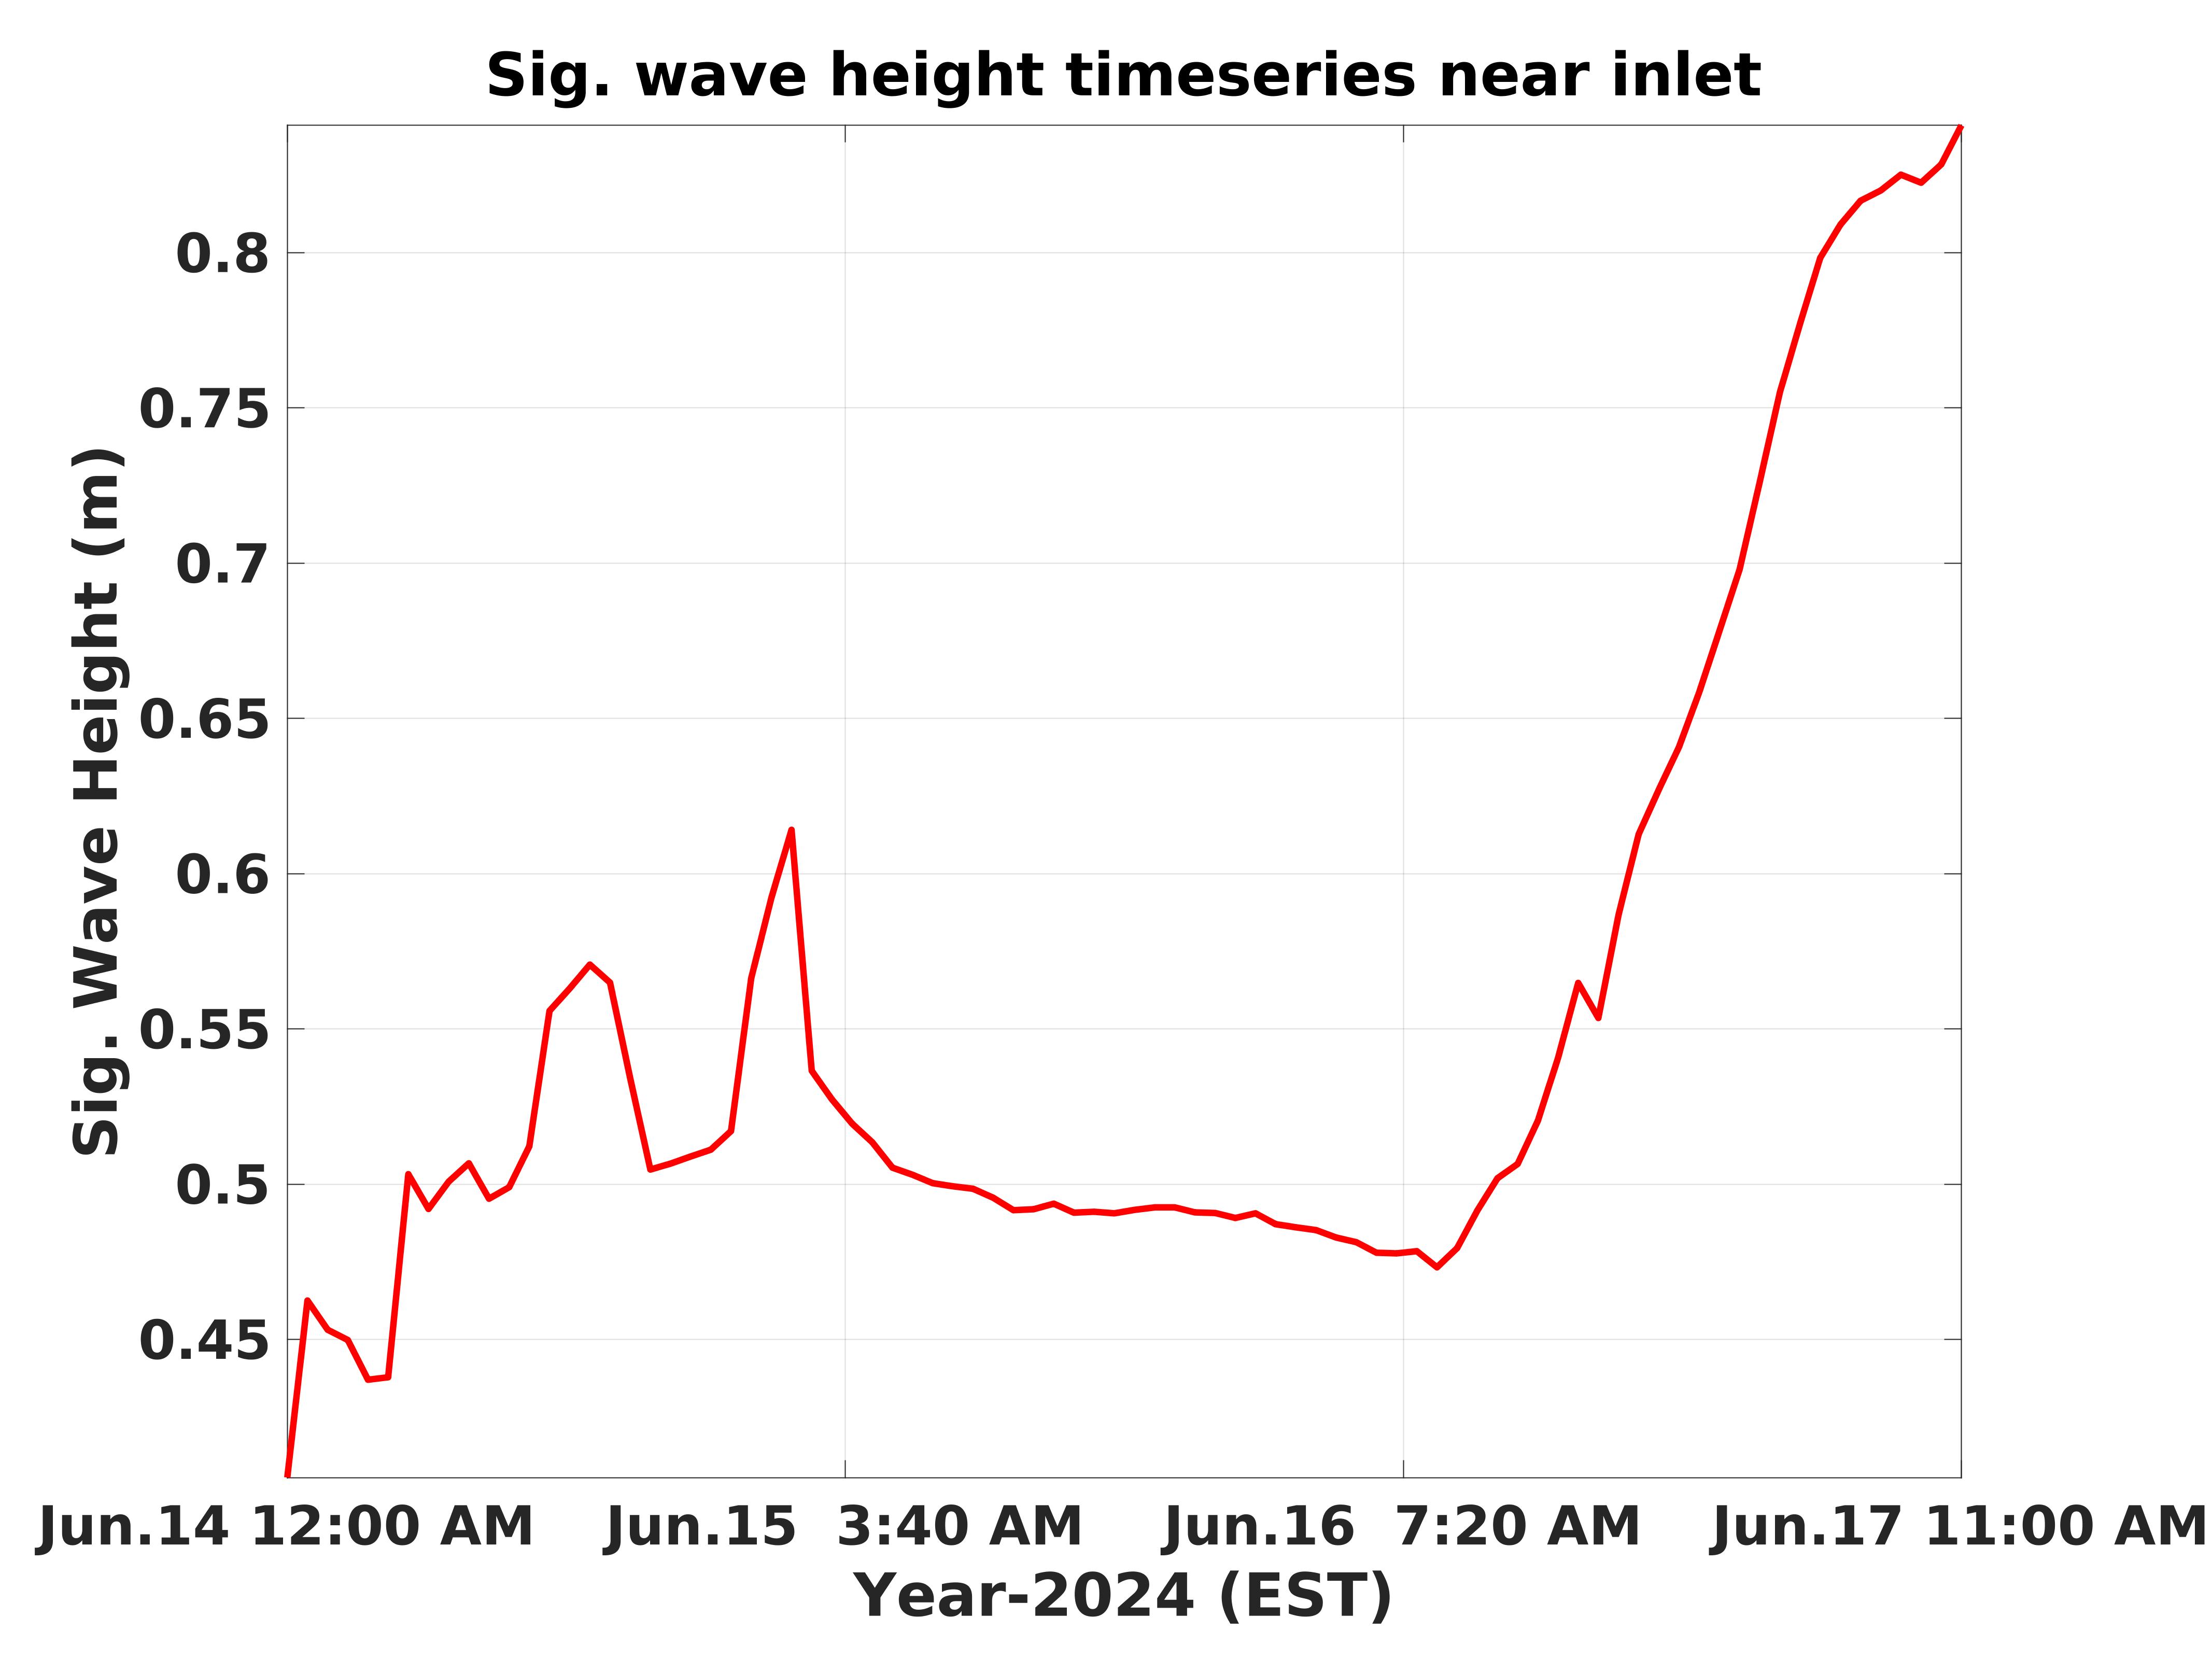 Sig. wave height timeseries near inlet
Sig. Wave Height (m)
0.8
0.75
0.7
0.65
0.6
0.55
0.5
0.45
Jun.14 12:00 AM Jun.15 3:40 AM Jun.16 7:20 AM Jun.17 11:00 AM
Year-2024 (EST)